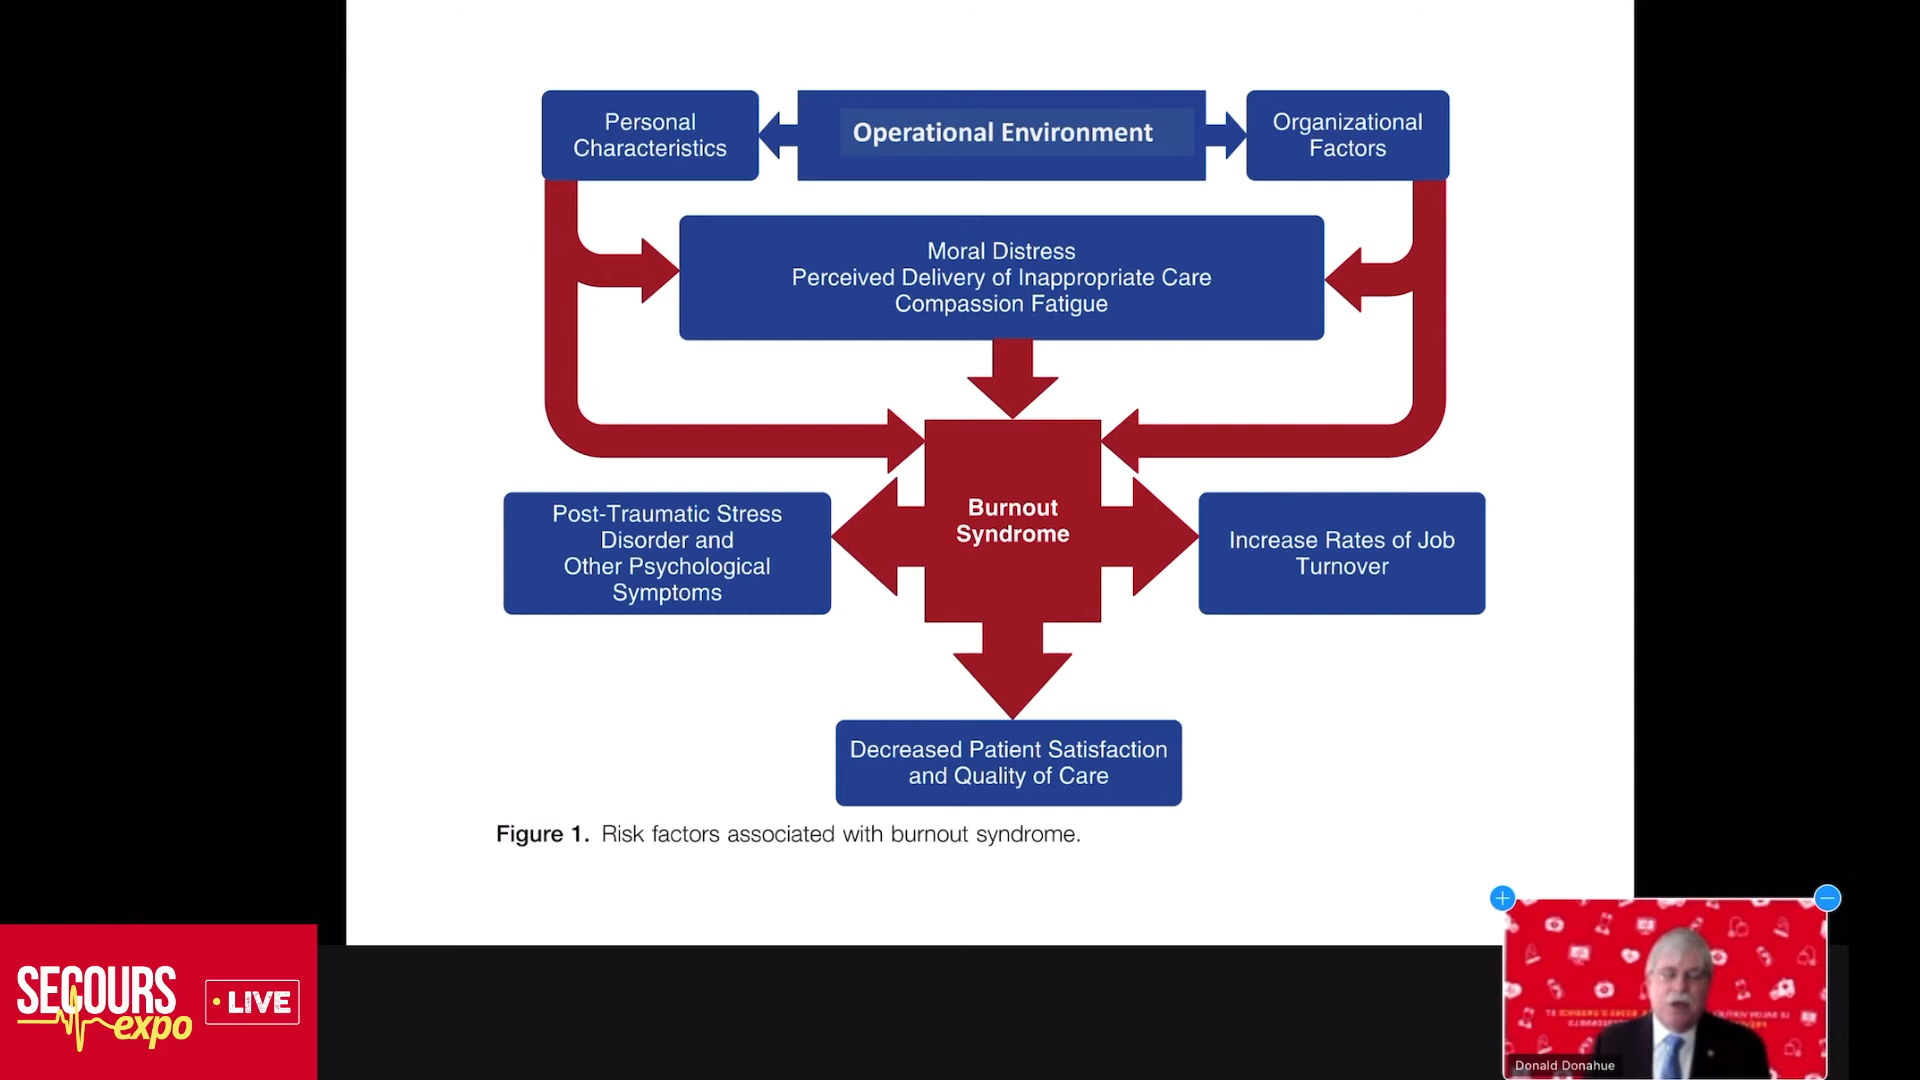 Personal
Characteristics
Operational Environment
Organizational
Factors
Moral Distress
Perceived Delivery of Inappropriate Care
Compassion Fatigue
Burnout
Syndrome
Post-Traumatic Stress
Disorder and
Other Psychological
Symptoms
Increase Rates of Job
Turnover
Decreased Patient Satisfaction
and Quality of Care
Figure 1. Risk factors associated with burnout syndrome.
SECOURS
expo
LIVE
Donald Donahue